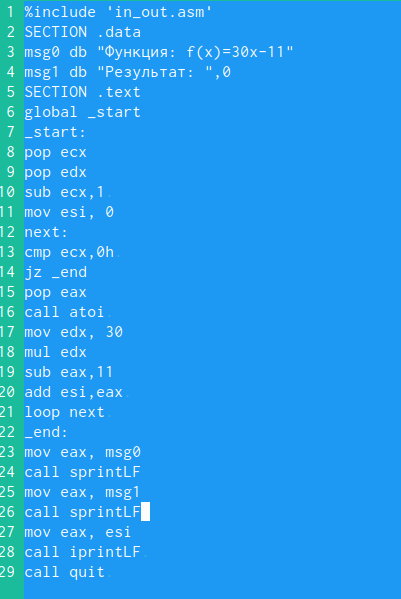 1 %include 'in_out.asm'
2 SECTION .data
3 msg0 db "Функция: f(x)=30x-11"
4 msg1 db "Результат: ",0
5 SECTION .text
6 global _start
7 _start:
8 pop ecx
9 pop edx
10 sub ecx,1
11 mov esi, 0
12 next:
13 cmp ecx,0h
14 jz _end
15 pop eax
16 call atoi
17 mov edx, 30
18 mul edx
19 sub eax,11
20 add esi,eax
21 loop next
22 _end:
23 mov eax, msg0
24 call sprintLF
25 mov eax, msg1
26 call sprintLF
27 mov eax, esi
28 call iprintLF
29 call quit